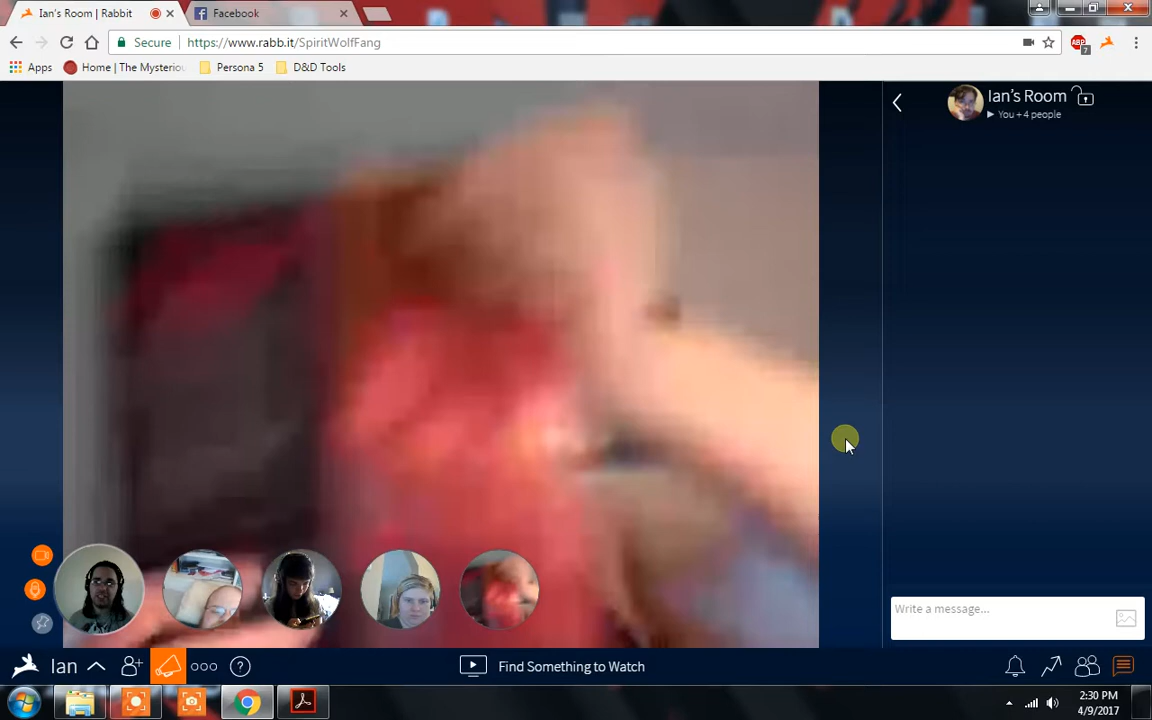 Ian's Room | Rabbit
Facebook
Secure
https://www.rabb.it/SpiritWolfFang
7
Apps
Home | The Mysteriou
Persona 5
D&D Tools
Ian's Room
You + 4 people
Write a message...
Ian
Find Something to Watch
2:30 PM
4/9/2017